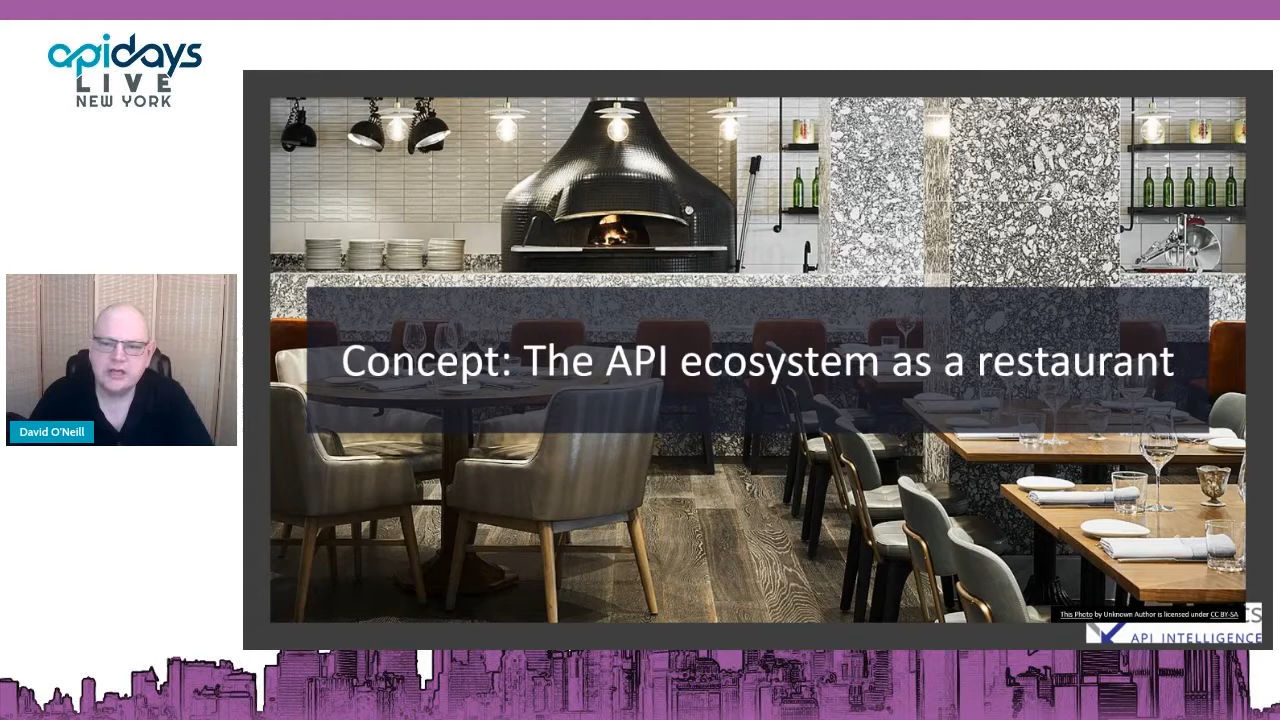 apidays
LIVE
NEW YORK
Concept: The API ecosystem as a restaurant
David O'Neill
This Photo by Unknown Author is licensed under CC BY-SA
API INTELLIGENCE